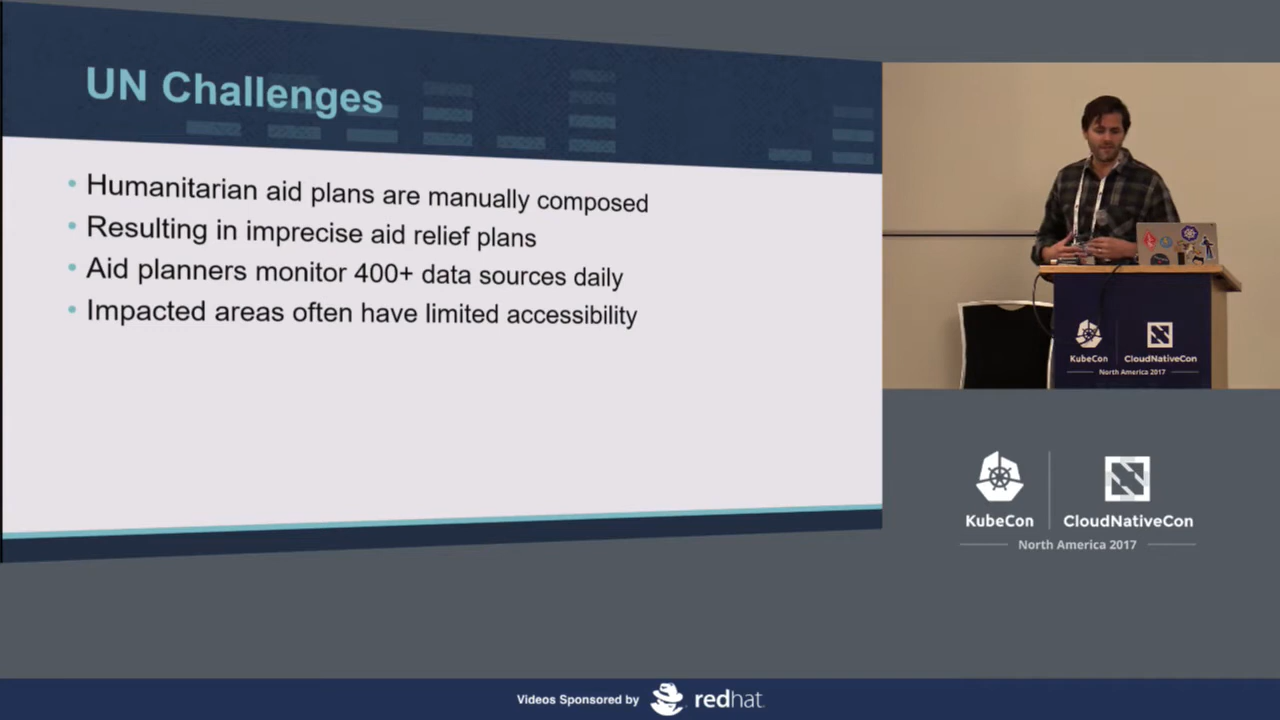 UN Challenges
Humanitarian aid plans are manually composed
Resulting in imprecise aid relief plans
Aid planners monitor 400+ data sources daily
Impacted areas often have limited accessibility
KubeCon
CloudNativeCon
North America 2017
KubeCon
CloudNativeCon
North America 2017
Videos Sponsored by
redhat